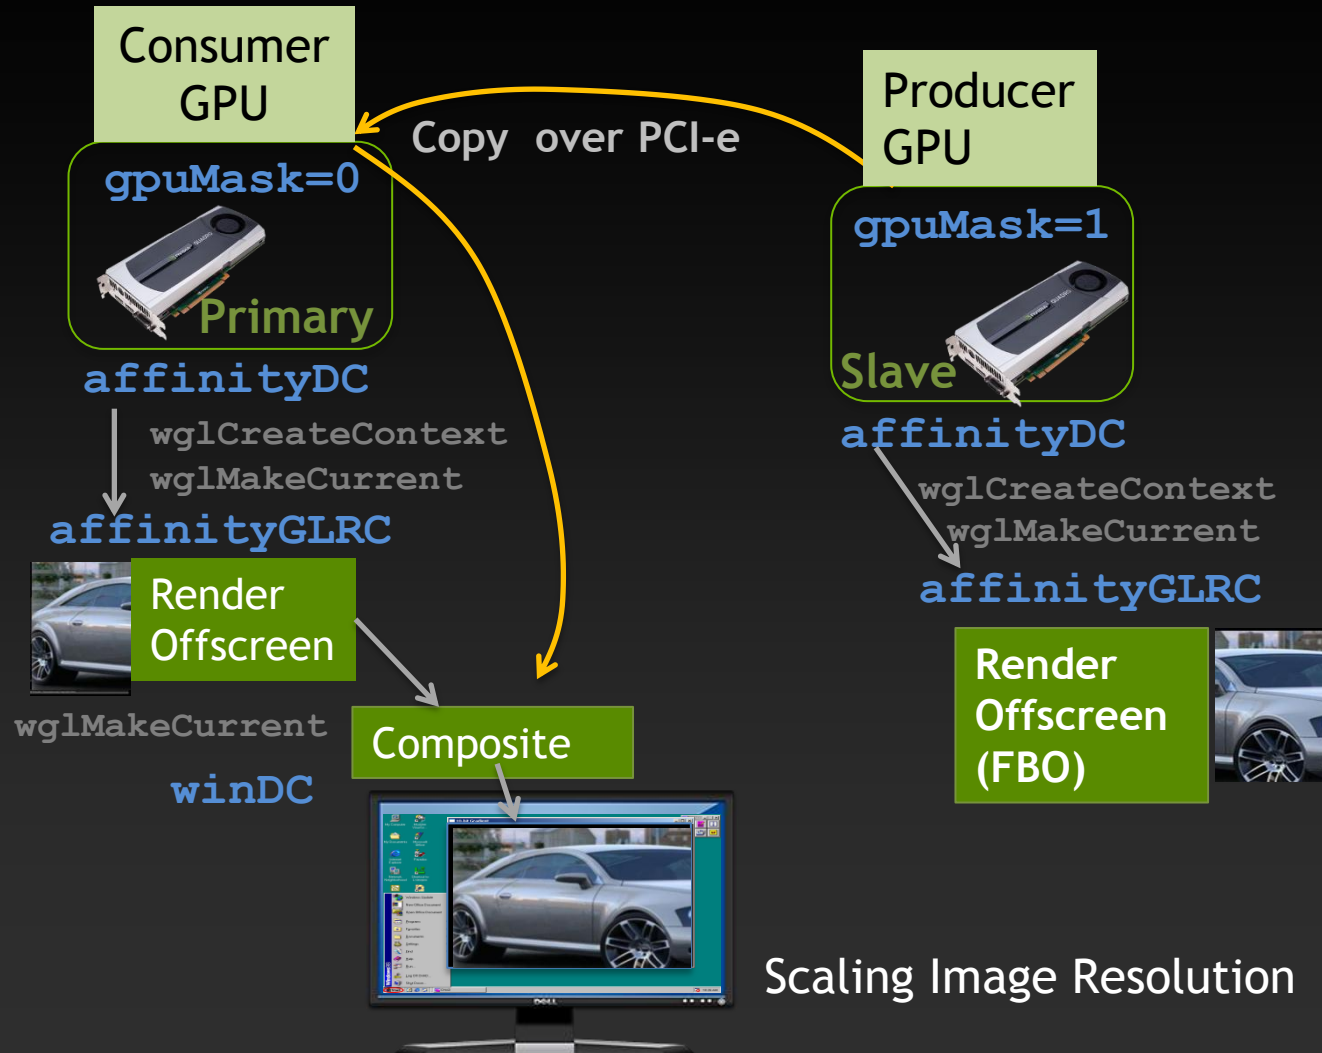 Consumer
GPU
Copy over PCI-e
Producer
GPU
gpuMask=0
Primary
gpuMask=1
Slave
affinityDC
wglCreateContext
wglMakeCurrent
affinityGLRC
affinityDC
wglCreateContext
wglMakeCurrent
affinityGLRC
Render
Offscreen
Render
Offscreen
(FBO)
wglMakeCurrent
winDC
Composite
DELL
Scaling Image Resolution